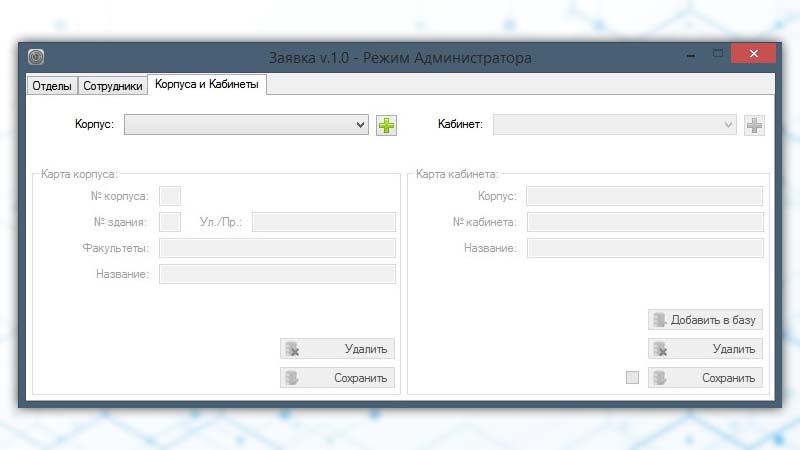 Заявка v.1.0 - Режим Администратора
Отделы Сотрудники Корпуса и Кабинеты
Корпус: Кабинет:
Карта корпуса: Карта кабинета:
№ корпуса: Корпус:
№ здания: Ул./Пр.: № кабинета:
Факультеты: Название:
Название:
Добавить в базу
Удалить Удалить
Сохранить Сохранить